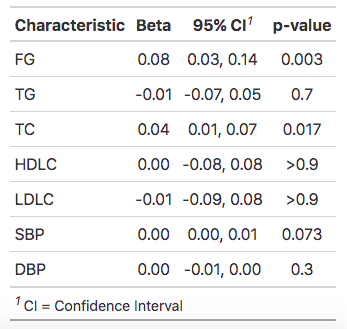 Characteristic Beta 95% CI1 p-value
FG 0.08 0.03, 0.14 0.003
TG -0.01 -0.07, 0.05 0.7
TC 0.04 0.01, 0.07 0.017
HDLC 0.00 -0.08, 0.08 >0.9
LDLC -0.01 -0.09, 0.08 >0.9
SBP 0.00 0.00, 0.01 0.073
DBP 0.00 -0.01, 0.00 0.3
1 CI = Confidence Interval